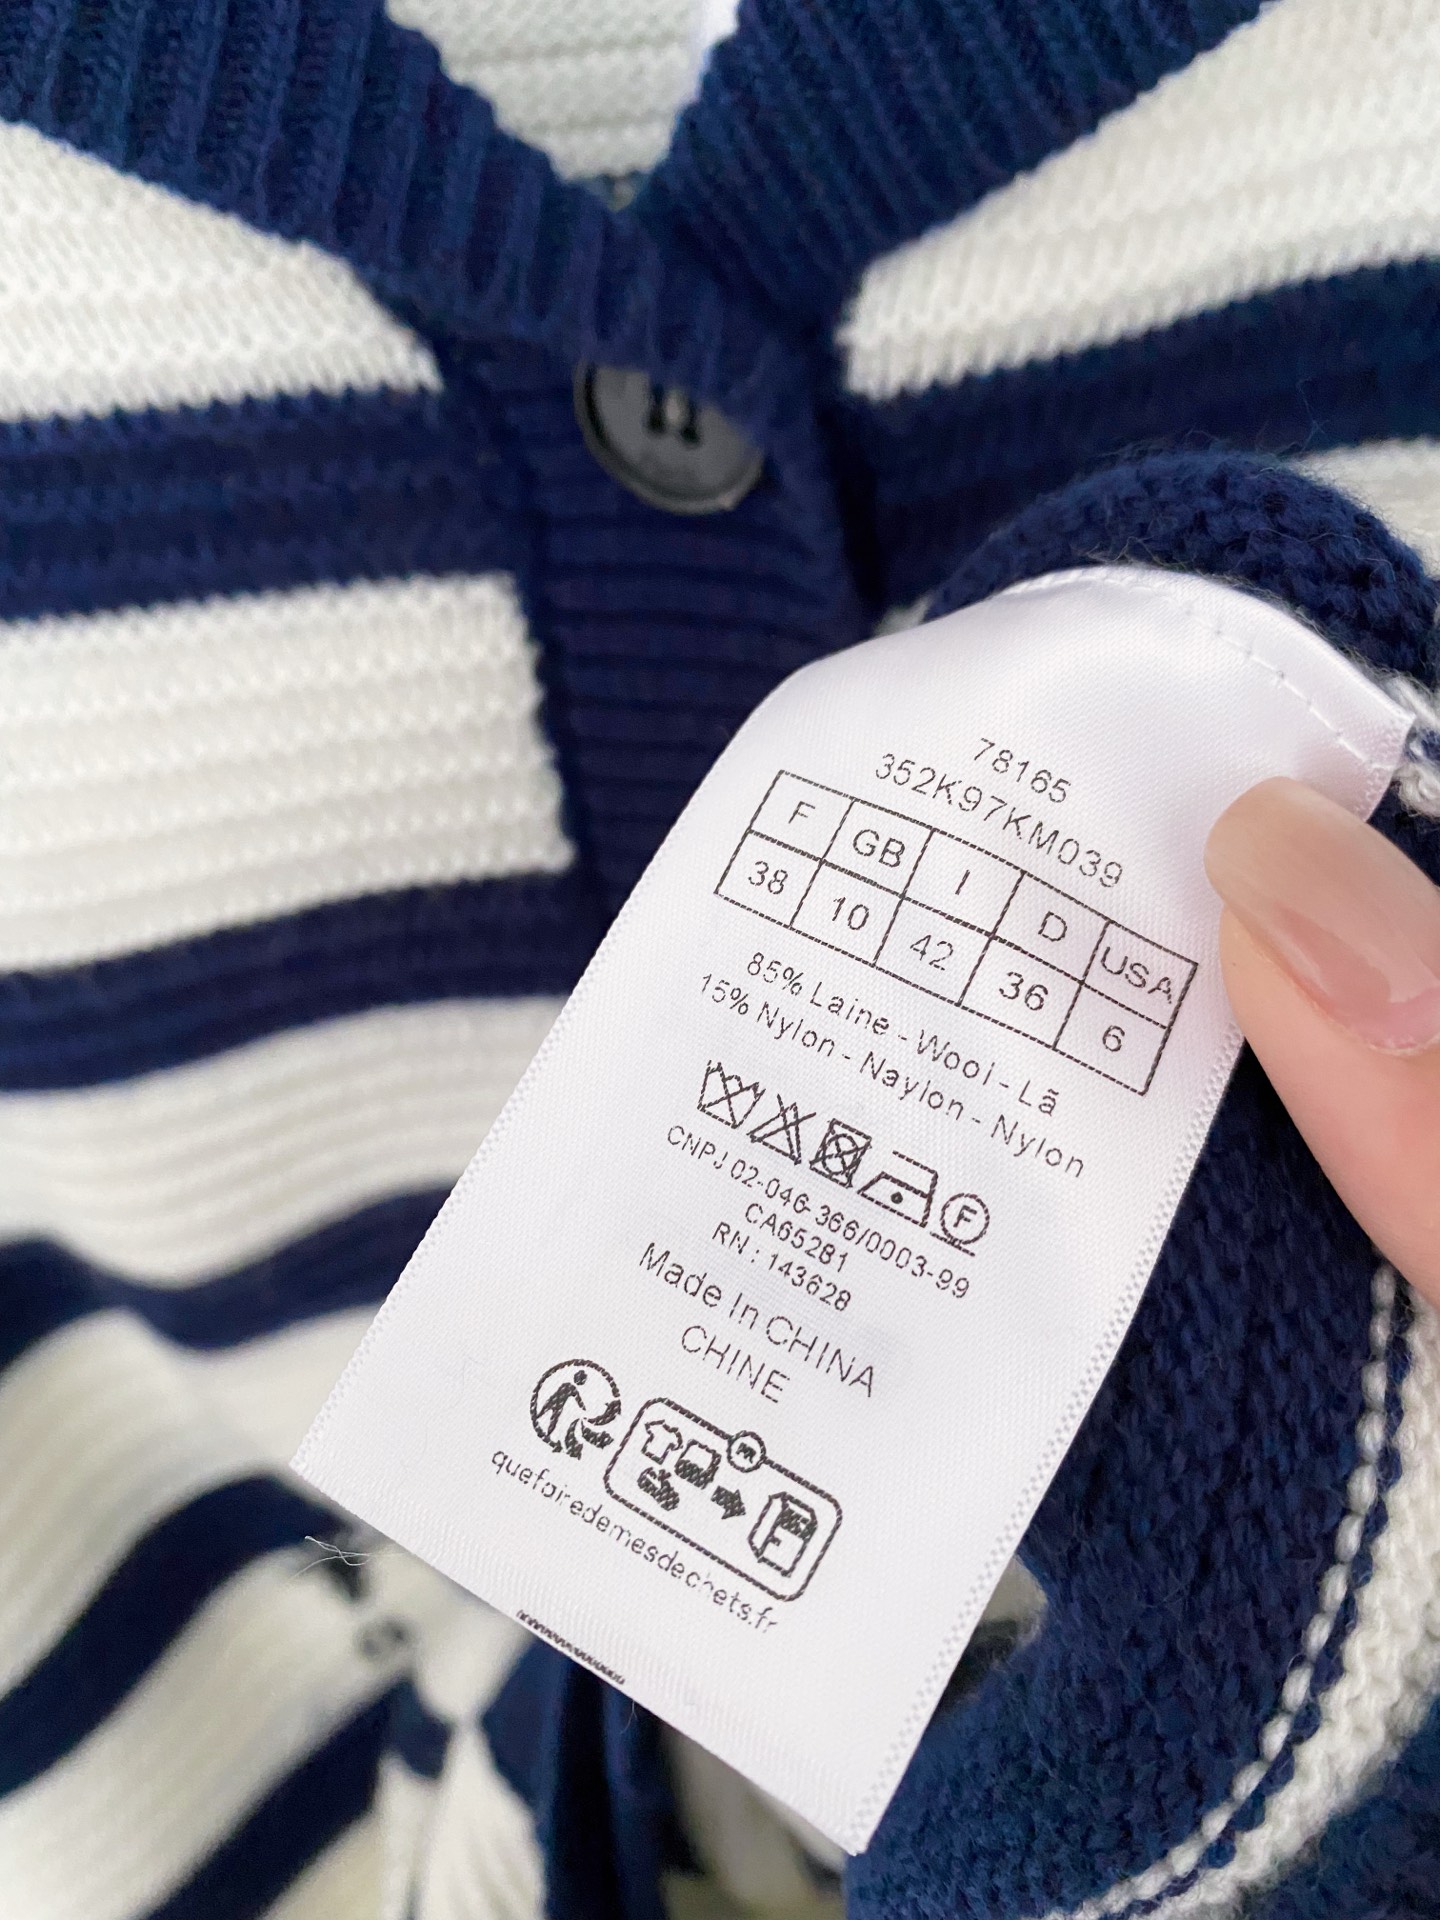 78165
352K97KM039
F GB I D USA
38 10 42 36 6
85% Laine - Wool - Lã
15% Nylon - Naylon - Nylon
F
CNPJ 02-046-366/0003-99
CA65281
RN : 143628
Made In CHINA
CHINE
FR
quefairedemesdechets.fr